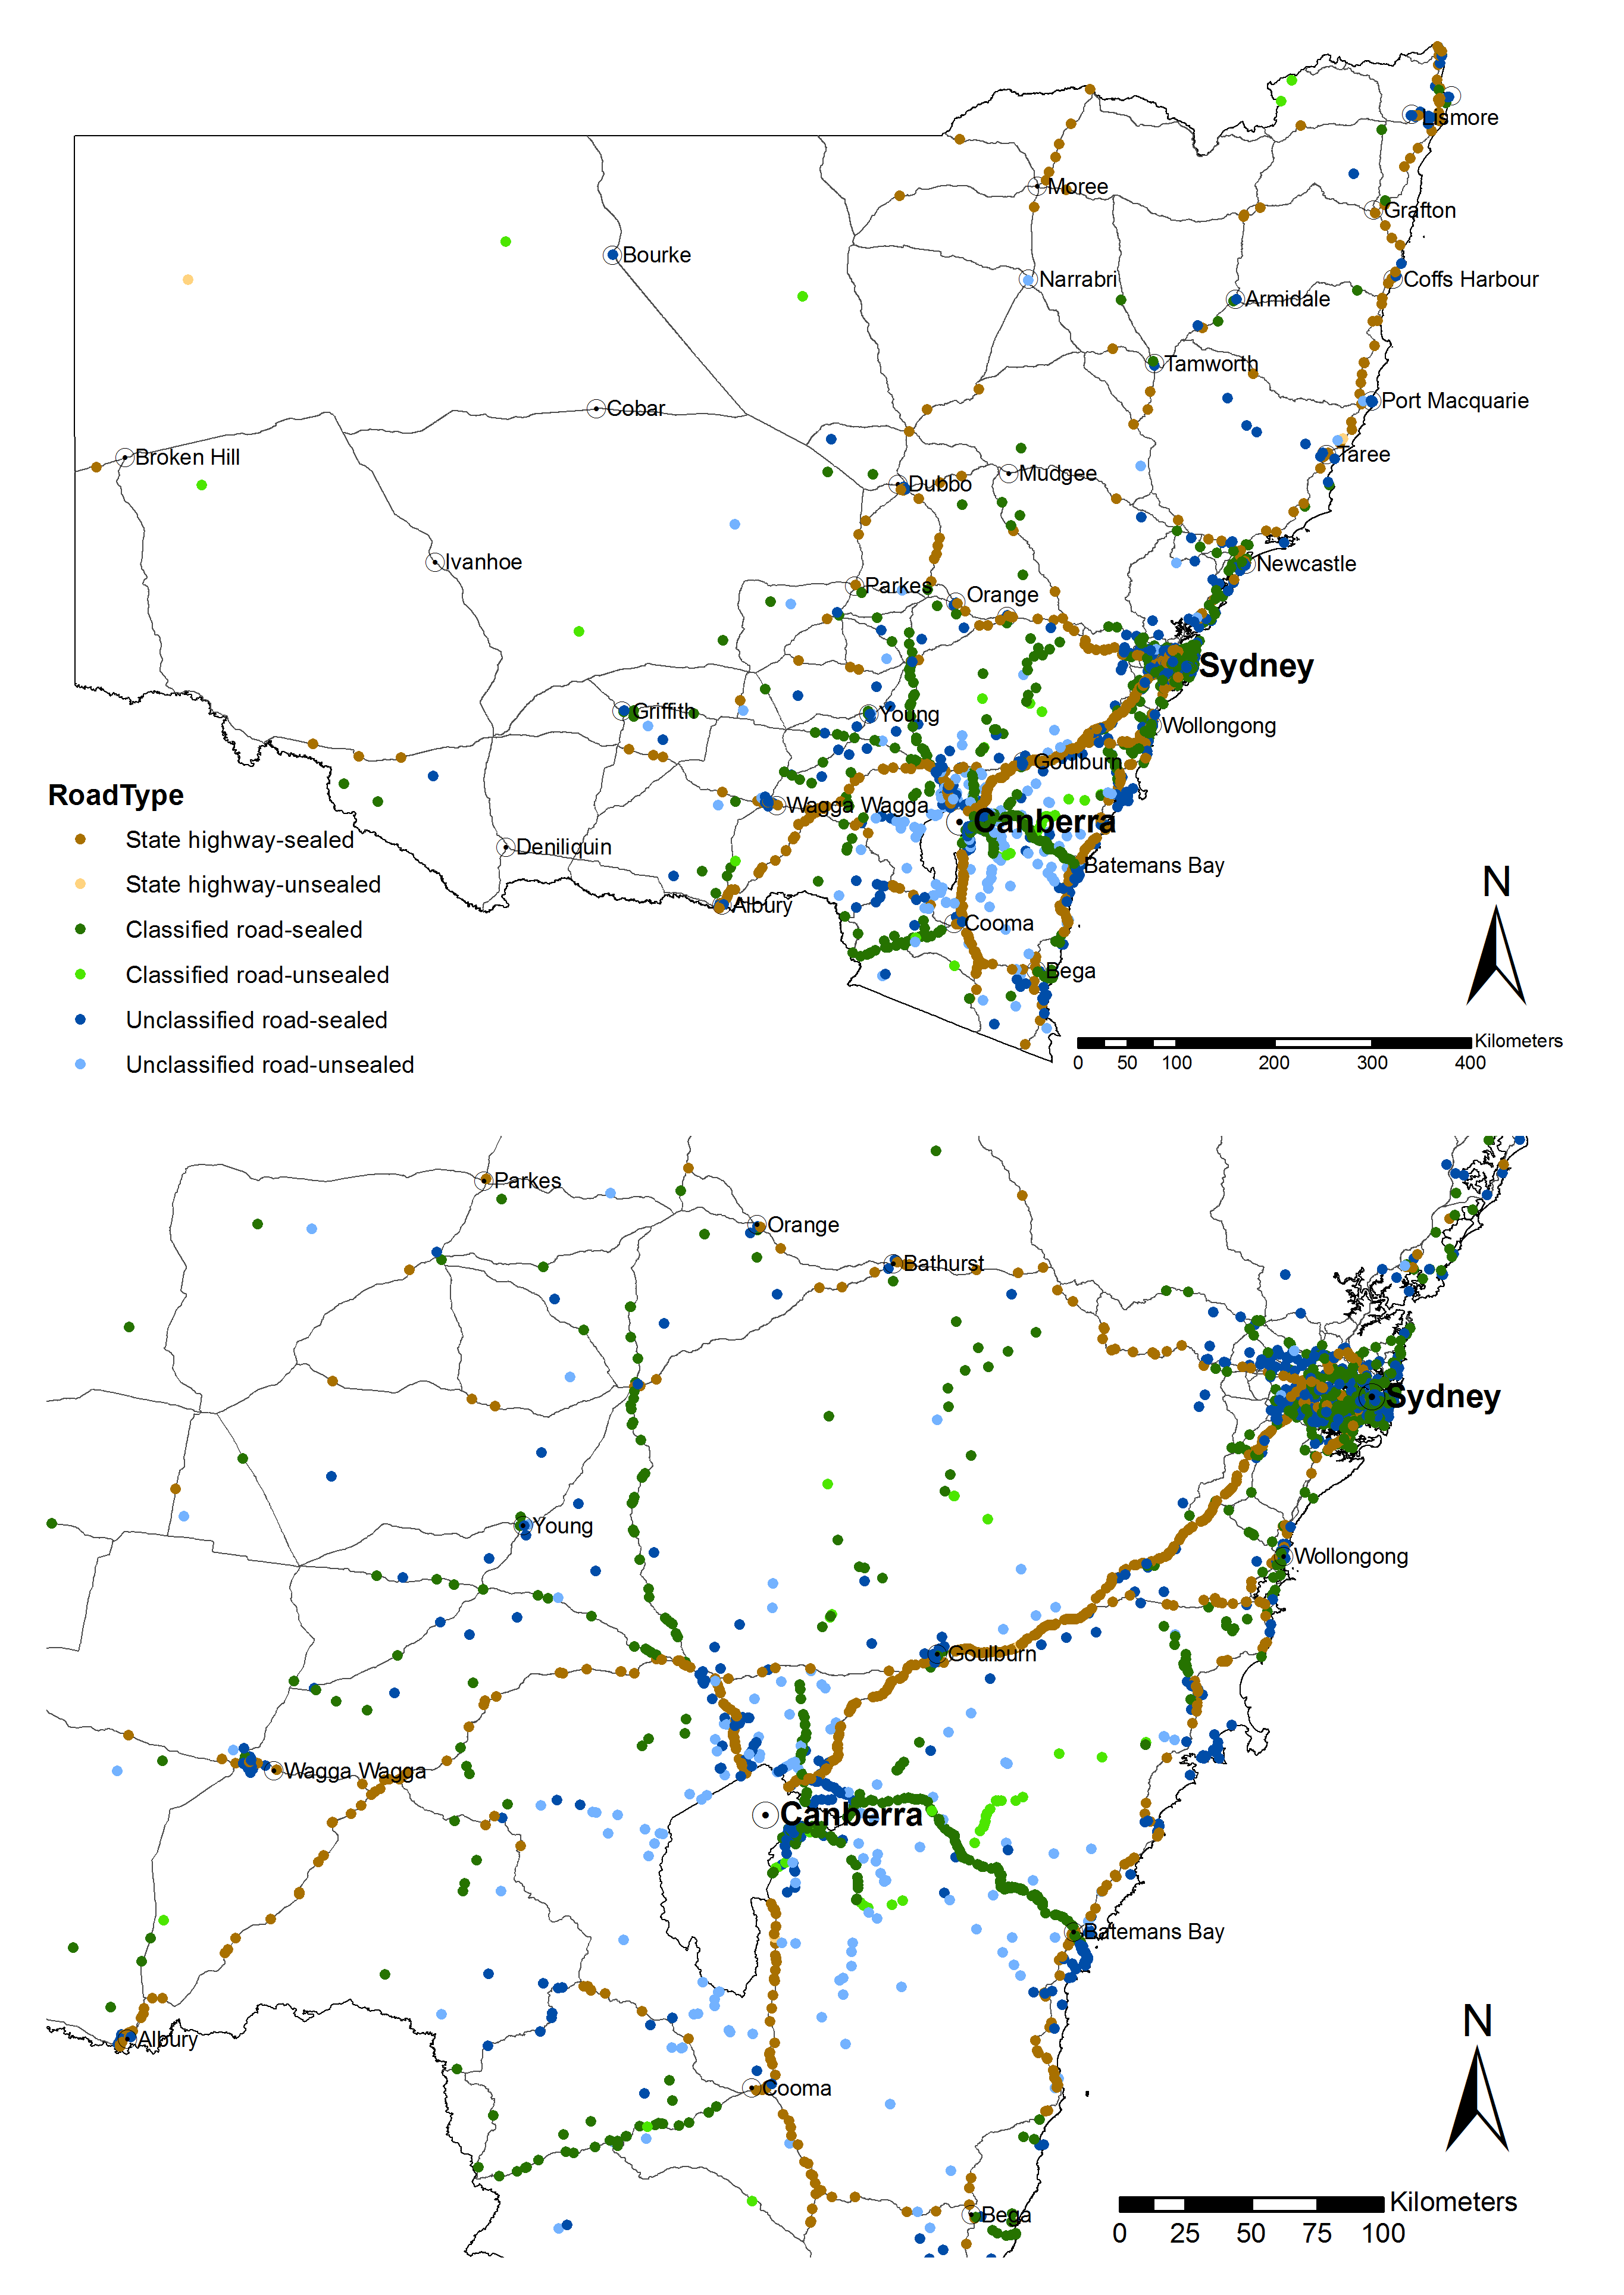 Lismore
Moree
Grafton
Bourke
Narrabri
Coffs Harbour
Armidale
Tamworth
Port Macquarie
Cobar
Broken Hill
Taree
Mudgee
Dubbo
Ivanhoe
Newcastle
Parkes
Orange
Sydney
Griffith
Young
Wollongong
Goulburn
RoadType
Wagga Wagga
Canberra
State highway-sealed
Deniliquin
Batemans Bay
State highway-unsealed
N
Albury
Classified road-sealed
Cooma
Classified road-unsealed
Bega
Unclassified road-sealed
Kilometers
0 50 100 200 300 400
Unclassified road-unsealed
Parkes
Orange
Bathurst
Sydney
Young
Wollongong
Goulburn
Wagga Wagga
Canberra
Batemans Bay
N
Albury
Cooma
Kilometers
Bega
0 25 50 75 100